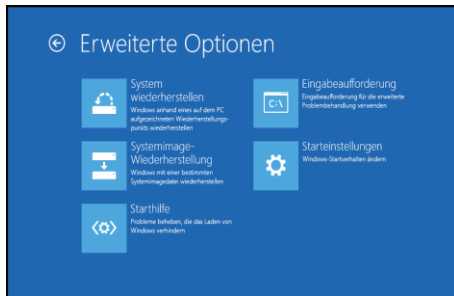 Erweiterte Optionen
System
wiederherstellen
Windows anhand eines auf dem PC
aufgezeichneten Wiederherstellungs-
punkts wiederherstellen
Systemimage-
Wiederherstellung
Windows mit einer bestimmten
Systemimagedatei wiederherstellen
Starthilfe
Probleme beheben, die das Laden von
Windows verhindern
Eingabeaufforderung
Eingabeaufforderung für die erweiterte
Problembehandlung verwenden
C:\
Starteinstellungen
Windows-Startverhalten ändern